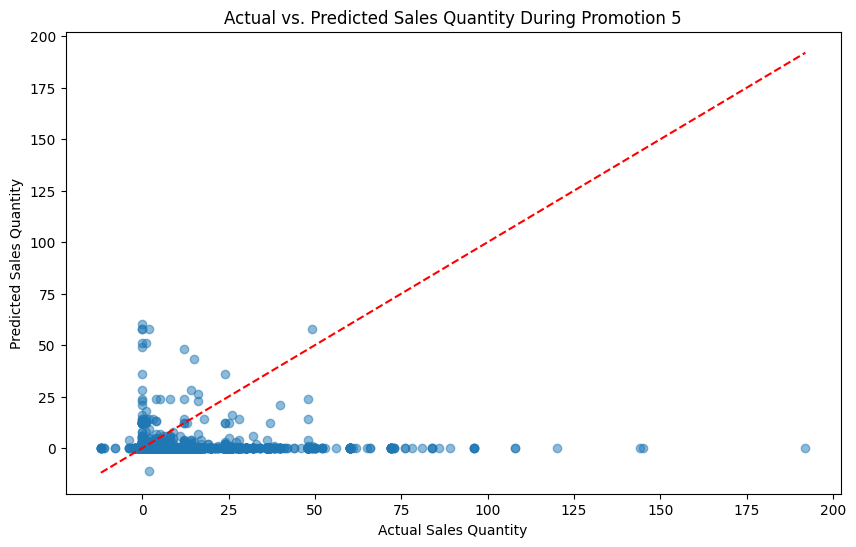 Actual vs. Predicted Sales Quantity During Promotion 5
200
175
150
125
100
75
50
25
0
Predicted Sales Quantity
0 25 50 75 100 125 150 175 200
Actual Sales Quantity